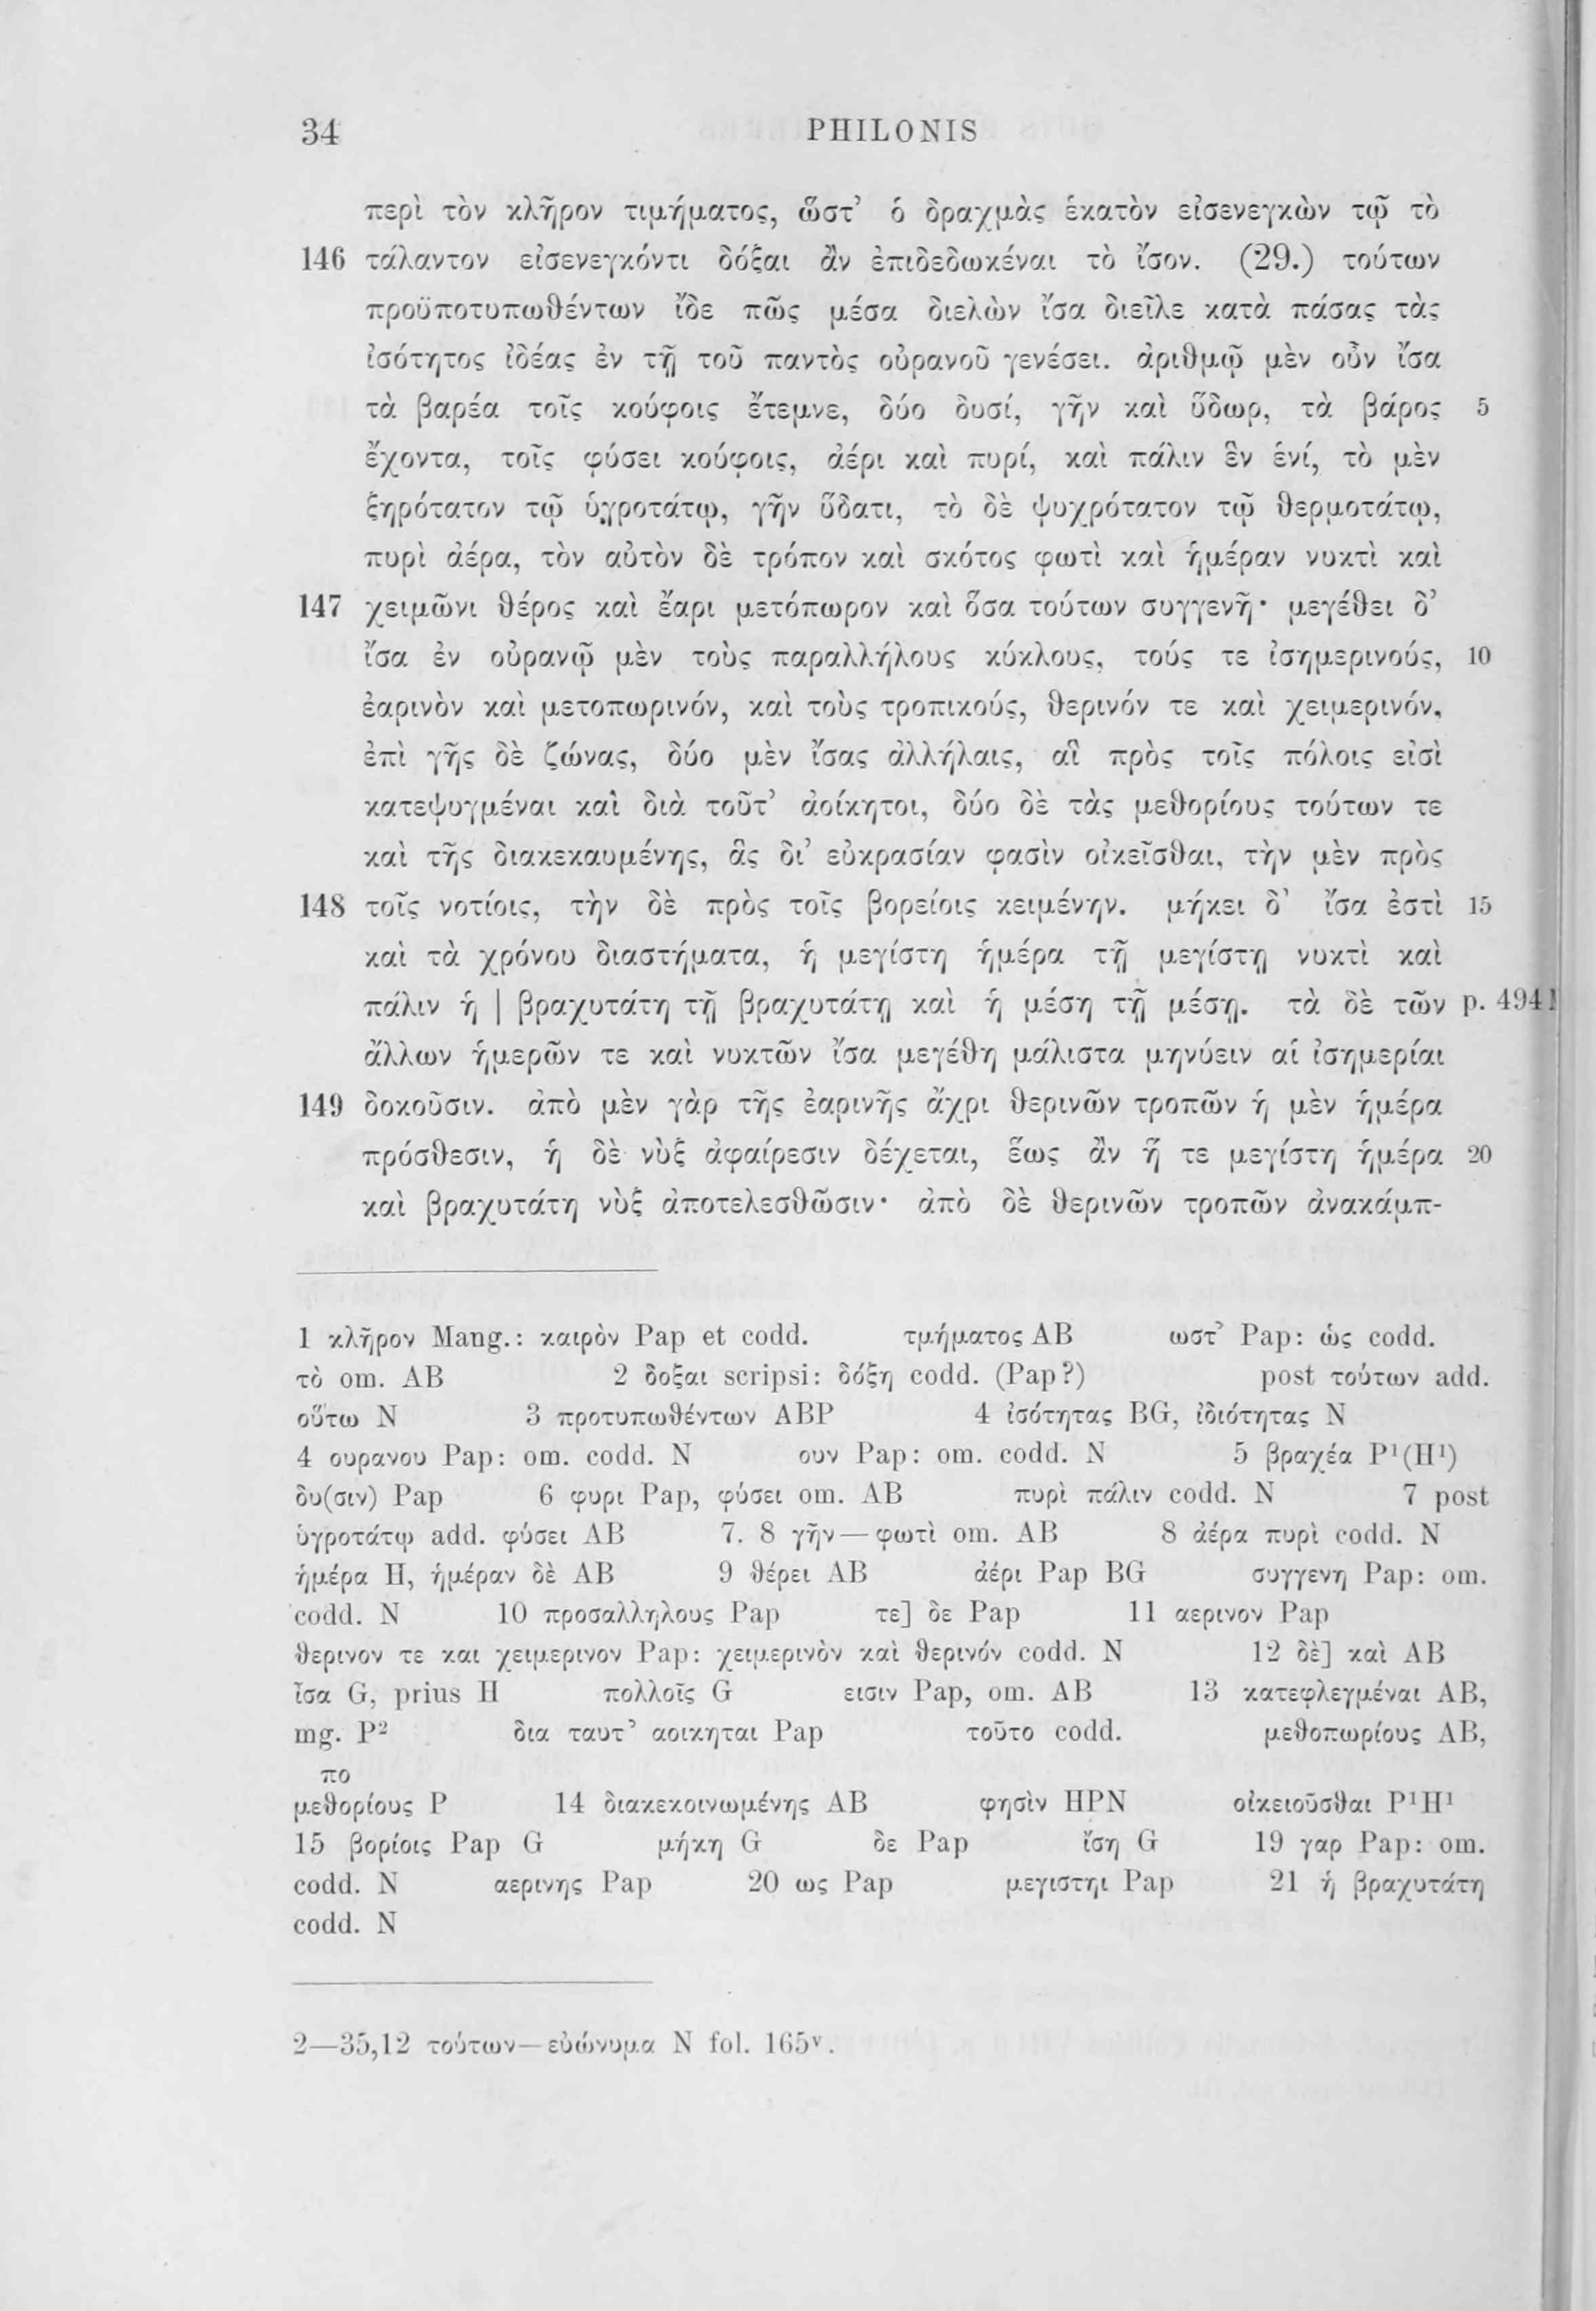 34 PHILONIS
περὶ τὸν κλῆρον τιμήματος, ὥστ’ ὁ δραχμὰς ἑκατὸν εἰσενεγκὼν τῷ τὸ
146 τάλαντον εἰσενεγκόντι δόξαι ἂν ἐπιδεδωκέναι τὸ ἴσον. (29.) τούτων
προϋποτυπωθέντων ἴδε πῶς μέσα διελὼν ἴσα διεῖλε κατὰ πάσας τὰς
ἰσότητος ἰδέας ἐν τῇ τοῦ παντὸς οὐρανοῦ γενέσει. ἀριθμῷ μὲν οὖν ἴσα
τὰ βαρέα τοῖς κούφοις ἔτεμνε, δύο δυσί, γῆν καὶ ὕδωρ, τὰ βάρος 5
ἔχοντα, τοῖς φύσει κούφοις, ἀέρι καὶ πυρί, καὶ πάλιν ἓν ἑνί, τὸ μὲν
ξηρότατον τῷ ὑγροτάτῳ, γῆν ὕδατι, τὸ δὲ ψυχρότατον τῷ θερμοτάτῳ,
πυρὶ ἀέρα, τὸν αὐτὸν δὲ τρόπον καὶ σκότος φωτὶ καὶ ἡμέραν νυκτὶ καὶ
147 χειμῶνι θέρος καὶ ἔαρι μετόπωρον καὶ ὅσα τούτων συγγενῆ· μεγέθει δ’
ἴσα ἐν οὐρανῷ μὲν τοὺς παραλλήλους κύκλους, τούς τε ἰσημερινούς, 10
ἐαρινὸν καὶ μετοπωρινόν, καὶ τοὺς τροπικούς, θερινόν τε καὶ χειμερινόν,
ἐπὶ γῆς δὲ ζώνας, δύο μὲν ἴσας ἀλλήλαις, αἳ πρὸς τοῖς πόλοις εἰσὶ
κατεψυγμέναι καὶ διὰ τοῦτ’ ἀοίκητοι, δύο δὲ τὰς μεθορίους τούτων τε
καὶ τῆς διακεκαυμένης, ἃς δι’ εὐκρασίαν φασὶν οἰκεῖσθαι, τὴν μὲν πρὸς
148 τοῖς νοτίοις, τὴν δὲ πρὸς τοῖς βορείοις κειμένην. μήκει δ’ ἴσα ἐστὶ 15
καὶ τὰ χρόνου διαστήματα, ἡ μεγίστη ἡμέρα τῇ μεγίστῃ νυκτὶ καὶ
πάλιν ἡ | βραχυτάτη τῇ βραχυτάτῃ καὶ ἡ μέση τῇ μέσῃ. τὰ δὲ τῶν p. 494 M
ἄλλων ἡμερῶν τε καὶ νυκτῶν ἴσα μεγέθη μάλιστα μηνύειν αἱ ἰσημερίαι
149 δοκοῦσιν. ἀπὸ μὲν γὰρ τῆς ἐαρινῆς ἄχρι θερινῶν τροπῶν ἡ μὲν ἡμέρα
πρόσθεσιν, ἡ δὲ νὺξ ἀφαίρεσιν δέχεται, ἕως ἂν ἥ τε μεγίστη ἡμέρα 20
καὶ βραχυτάτη νὺξ ἀποτελεσθῶσιν· ἀπὸ δὲ θερινῶν τροπῶν ἀνακάμπ-
1 κλῆρον Mang.: καιρὸν Pap et codd. τμήματος AB ωστ’ Pap: ὡς codd.
τὸ om. AB 2 δοξαι scripsi: δόξῃ codd. (Pap?) post τούτων add.
οὕτω N 3 προτυπωθέντων ABP 4 ἰσότητας BG, ἰδιότητας N
4 ουρανου Pap: om. codd. N ουν Pap: om. codd. N 5 βραχέα P¹(H¹)
δυ(σιν) Pap 6 φυρι Pap, φύσει om. AB πυρὶ πάλιν codd. N 7 post
ὑγροτάτῳ add. φύσει AB 7. 8 γῆν—φωτὶ om. AB 8 ἀέρα πυρὶ codd. N
ἡμέρα H, ἡμέραν δὲ AB 9 θέρει AB ἀέρι Pap BG συγγενη Pap: om.
codd. N 10 προσαλληλους Pap τε] δε Pap 11 αερινον Pap
θερινον τε και χειμερινον Pap: χειμερινὸν καὶ θερινόν codd. N 12 δὲ] καὶ AB
ἶσα G, prius H πολλοῖς G εισιν Pap, om. AB 13 κατεφλεγμέναι AB,
mg. P² δια ταυτ’ αοικηται Pap τοῦτο codd. μεθοπωρίους AB,
πο
μεθορίους P 14 διακεκοινωμένης AB φησὶν HPN οἰκειοῦσθαι P¹H¹
15 βορίοις Pap G μήκη G δε Pap ἴση G 19 γαρ Pap: om.
codd. N αερινης Pap 20 ως Pap μεγιστηι Pap 21 ἡ βραχυτάτη
codd. N
2—35,12 τούτων—εὐώνυμα N fol. 165ᵛ.